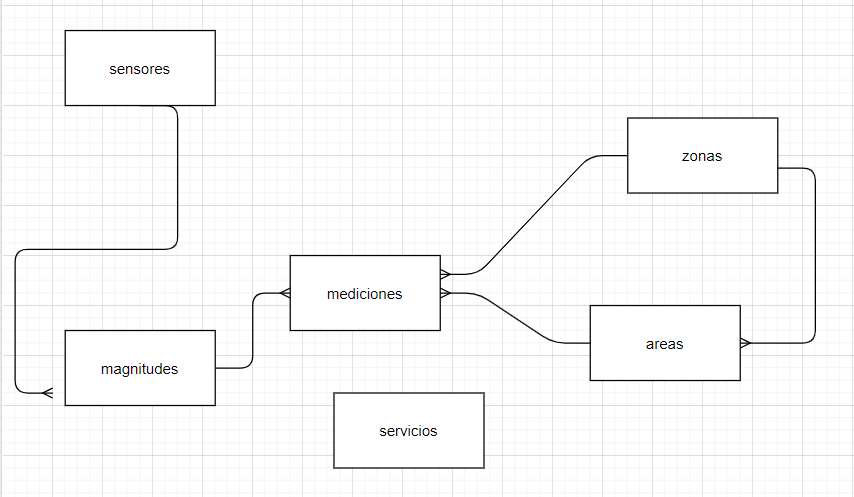 sensores
zonas
mediciones
areas
magnitudes
servicios